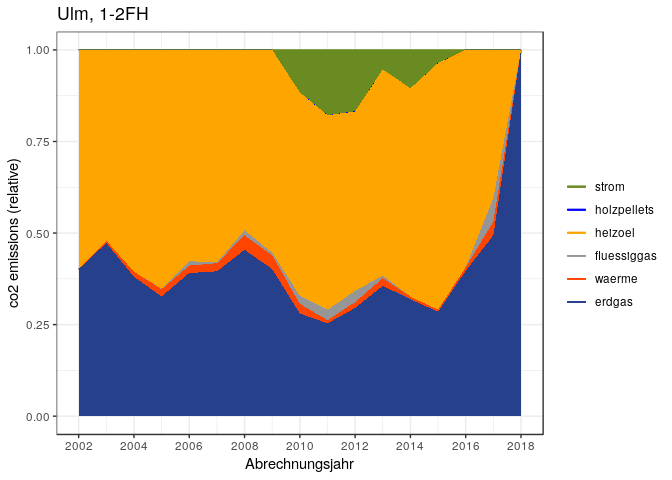 Ulm, 1-2FH
co2 emissions (relative)
1.00
0.75
0.50
0.25
0.00
2002 2004 2006 2008 2010 2012 2014 2016 2018
Abrechnungsjahr
strom
holzpellets
heizoel
fluessiggas
waerme
erdgas